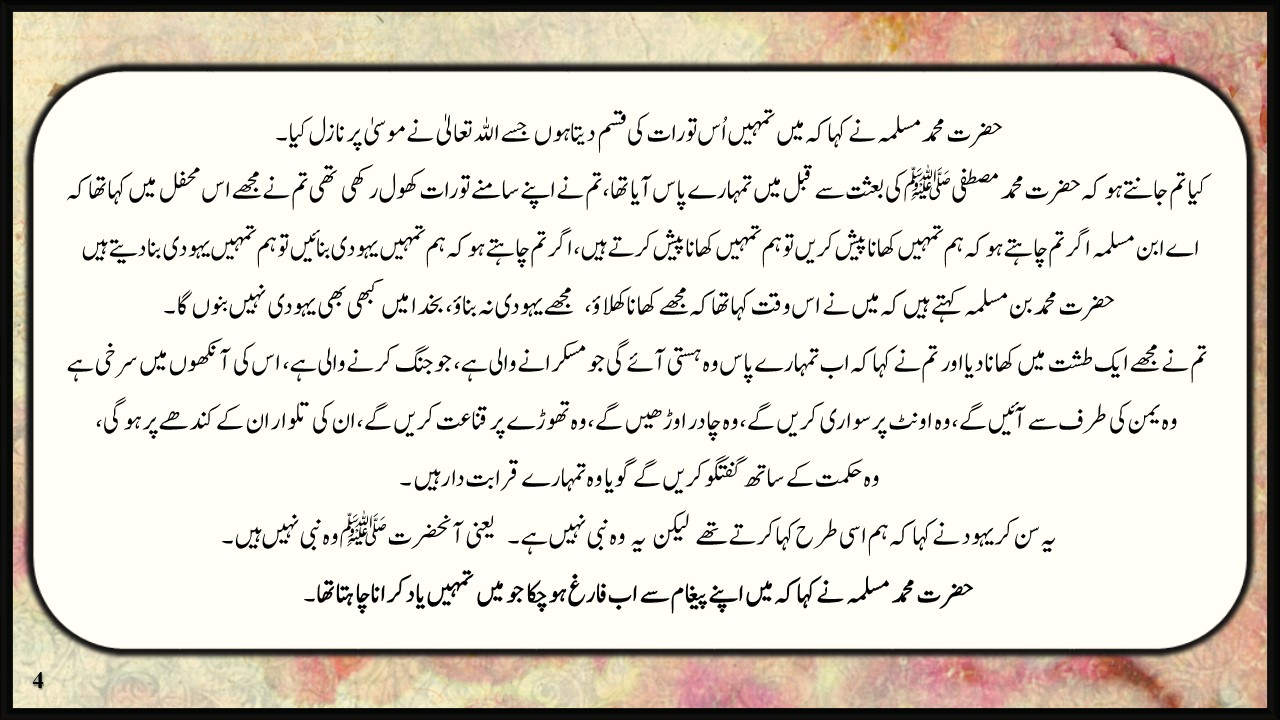 حضرت محمد مسلمہ نے کہا کہ میں تمہیں اُس تورات کی قسم دیتاہوں جسے اللہ تعالیٰ نے موسیٰ پر نازل کیا۔
کیا تم جانتے ہو کہ حضرت محمد مصطفی ﷺ کی بعثت سے قبل میں تمہارے پاس آیا تھا، تم نے اپنے سامنے تورات کھول رکھی تھی تم نے مجھے اس محفل میں کہا تھا کہ
اے ابن مسلمہ اگر تم چاہتے ہو کہ ہم تمہیں کھانا پیش کریں تو ہم تمہیں کھانا پیش کرتے ہیں، اگر تم چاہتے ہو کہ ہم تمہیں یہودی بنائیں تو ہم تمہیں یہودی بنادیتے ہیں
حضرت محمد بن مسلمہ کہتے ہیں کہ میں نے اس وقت کہا تھا کہ مجھے کھانا کھلاؤ، مجھے یہودی نہ بناؤ، بخدا میں کبھی بھی یہودی نہیں بنوں گا۔
تم نے مجھے ایک طشت میں کھانا دیا اور تم نے کہا کہ اب تمہارے پاس وہ ہستی آئے گی جو مسکرانے والی ہے، جو جنگ کرنے والی ہے، اس کی آنکھوں میں سرخی ہے
وہ یمن کی طرف سے آئیں گے، وہ اونٹ پر سواری کریں گے، وہ چادر اوڑھیں گے، وہ تھوڑے پر قناعت کریں گے، ان کی تلوار ان کے کندھے پر ہو گی،
وہ حکمت کے ساتھ گفتگو کریں گے گویا وہ تمہارے قرابت دار ہیں۔
یہ سن کر یہود نے کہا کہ ہم اسی طرح کہا کرتے تھے لیکن یہ وہ نبی نہیں ہے۔ یعنی آنحضرت ﷺ وہ نبی نہیں ہیں۔
حضرت محمد مسلمہ نے کہا کہ میں اپنے پیغام سے اب فارغ ہو چکا جو میں تمہیں یاد کرانا چاہتا تھا۔
4